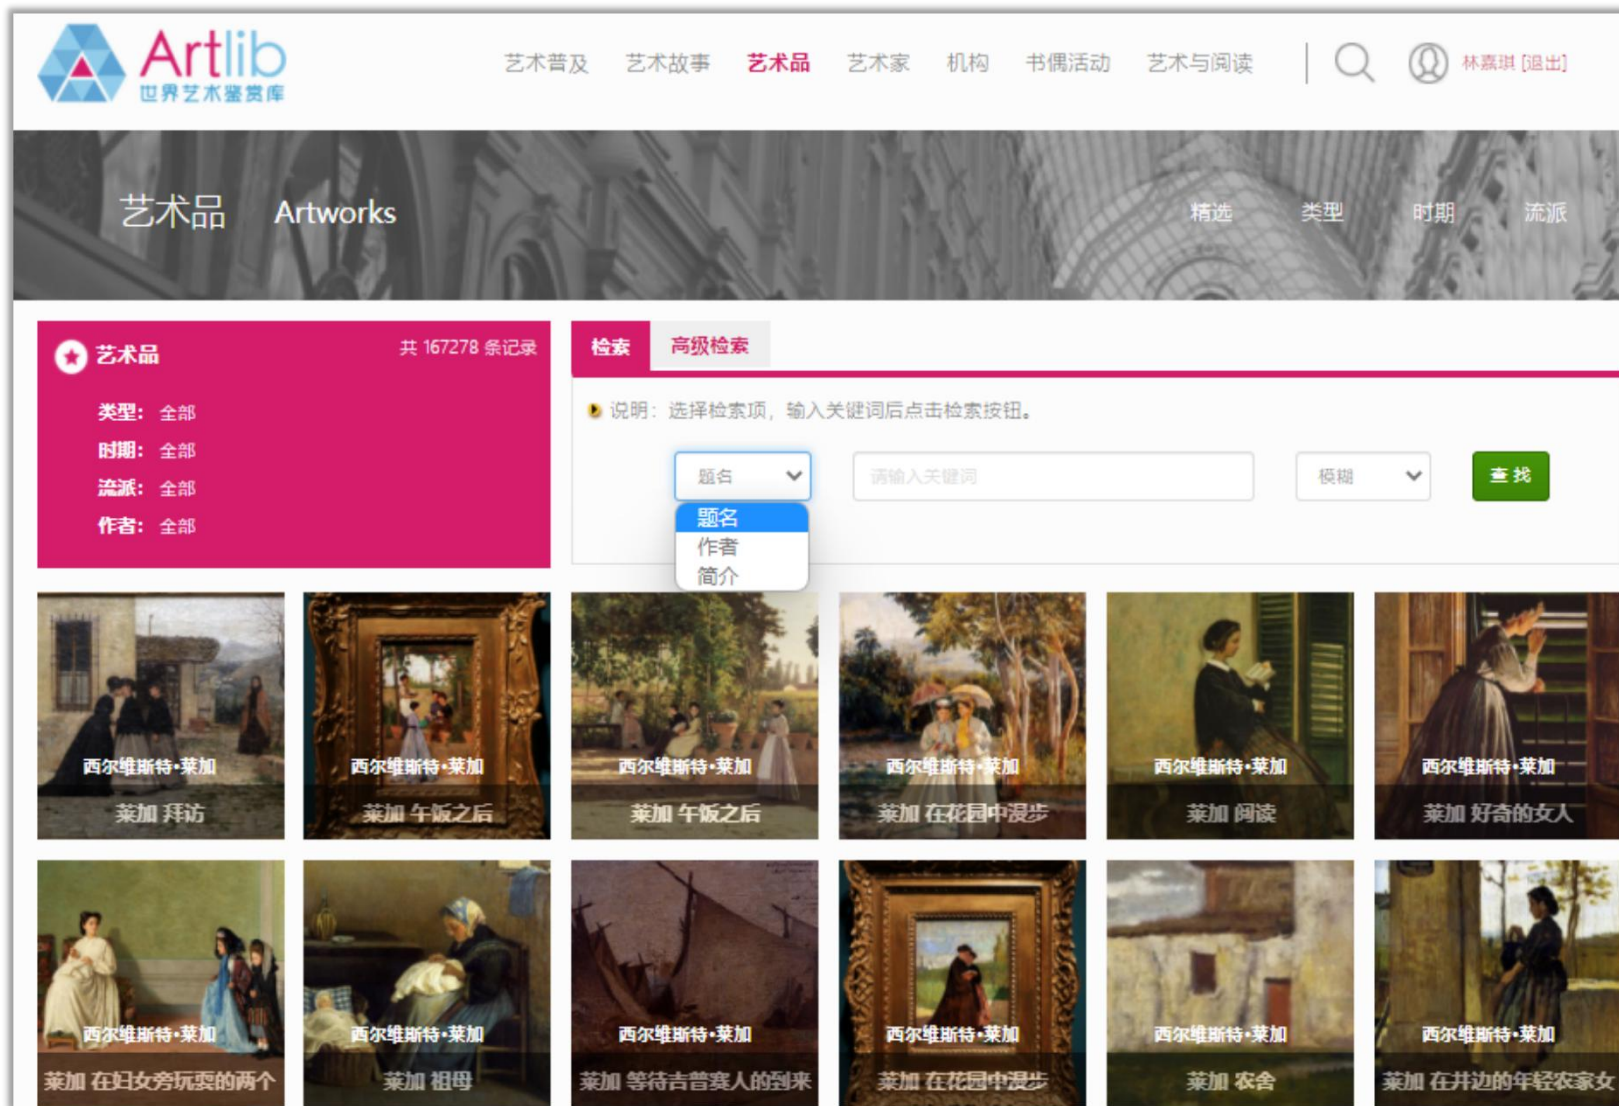 Artlib
世界艺术鉴赏库
艺术普及 艺术故事 艺术品 艺术家 机构 书偶活动 艺术与阅读 林嘉琪 [退出]
艺术品 Artworks 精选 类型 时期 流派
艺术品 共 167278 条记录
类型: 全部
时期: 全部
流派: 全部
作者: 全部
检索 高级检索
说明: 选择检索项, 输入关键词后点击检索按钮。
题名 请输入关键词 模糊 查找
题名
作者
简介
西尔维斯特·莱加 西尔维斯特·莱加 西尔维斯特·莱加 西尔维斯特·莱加 西尔维斯特·莱加 西尔维斯特·莱加
莱加 拜访 莱加 午饭之后 莱加 午饭之后 莱加 在花园中漫步 莱加 阅读 莱加 好奇的女人
西尔维斯特·莱加 西尔维斯特·莱加 西尔维斯特·莱加 西尔维斯特·莱加 西尔维斯特·莱加 西尔维斯特·莱加
莱加 在妇女旁玩耍的两个 莱加 祖母 莱加 等待吉普赛人的到来 莱加 在花园中漫步 莱加 农舍 莱加 在井边的年轻农家女